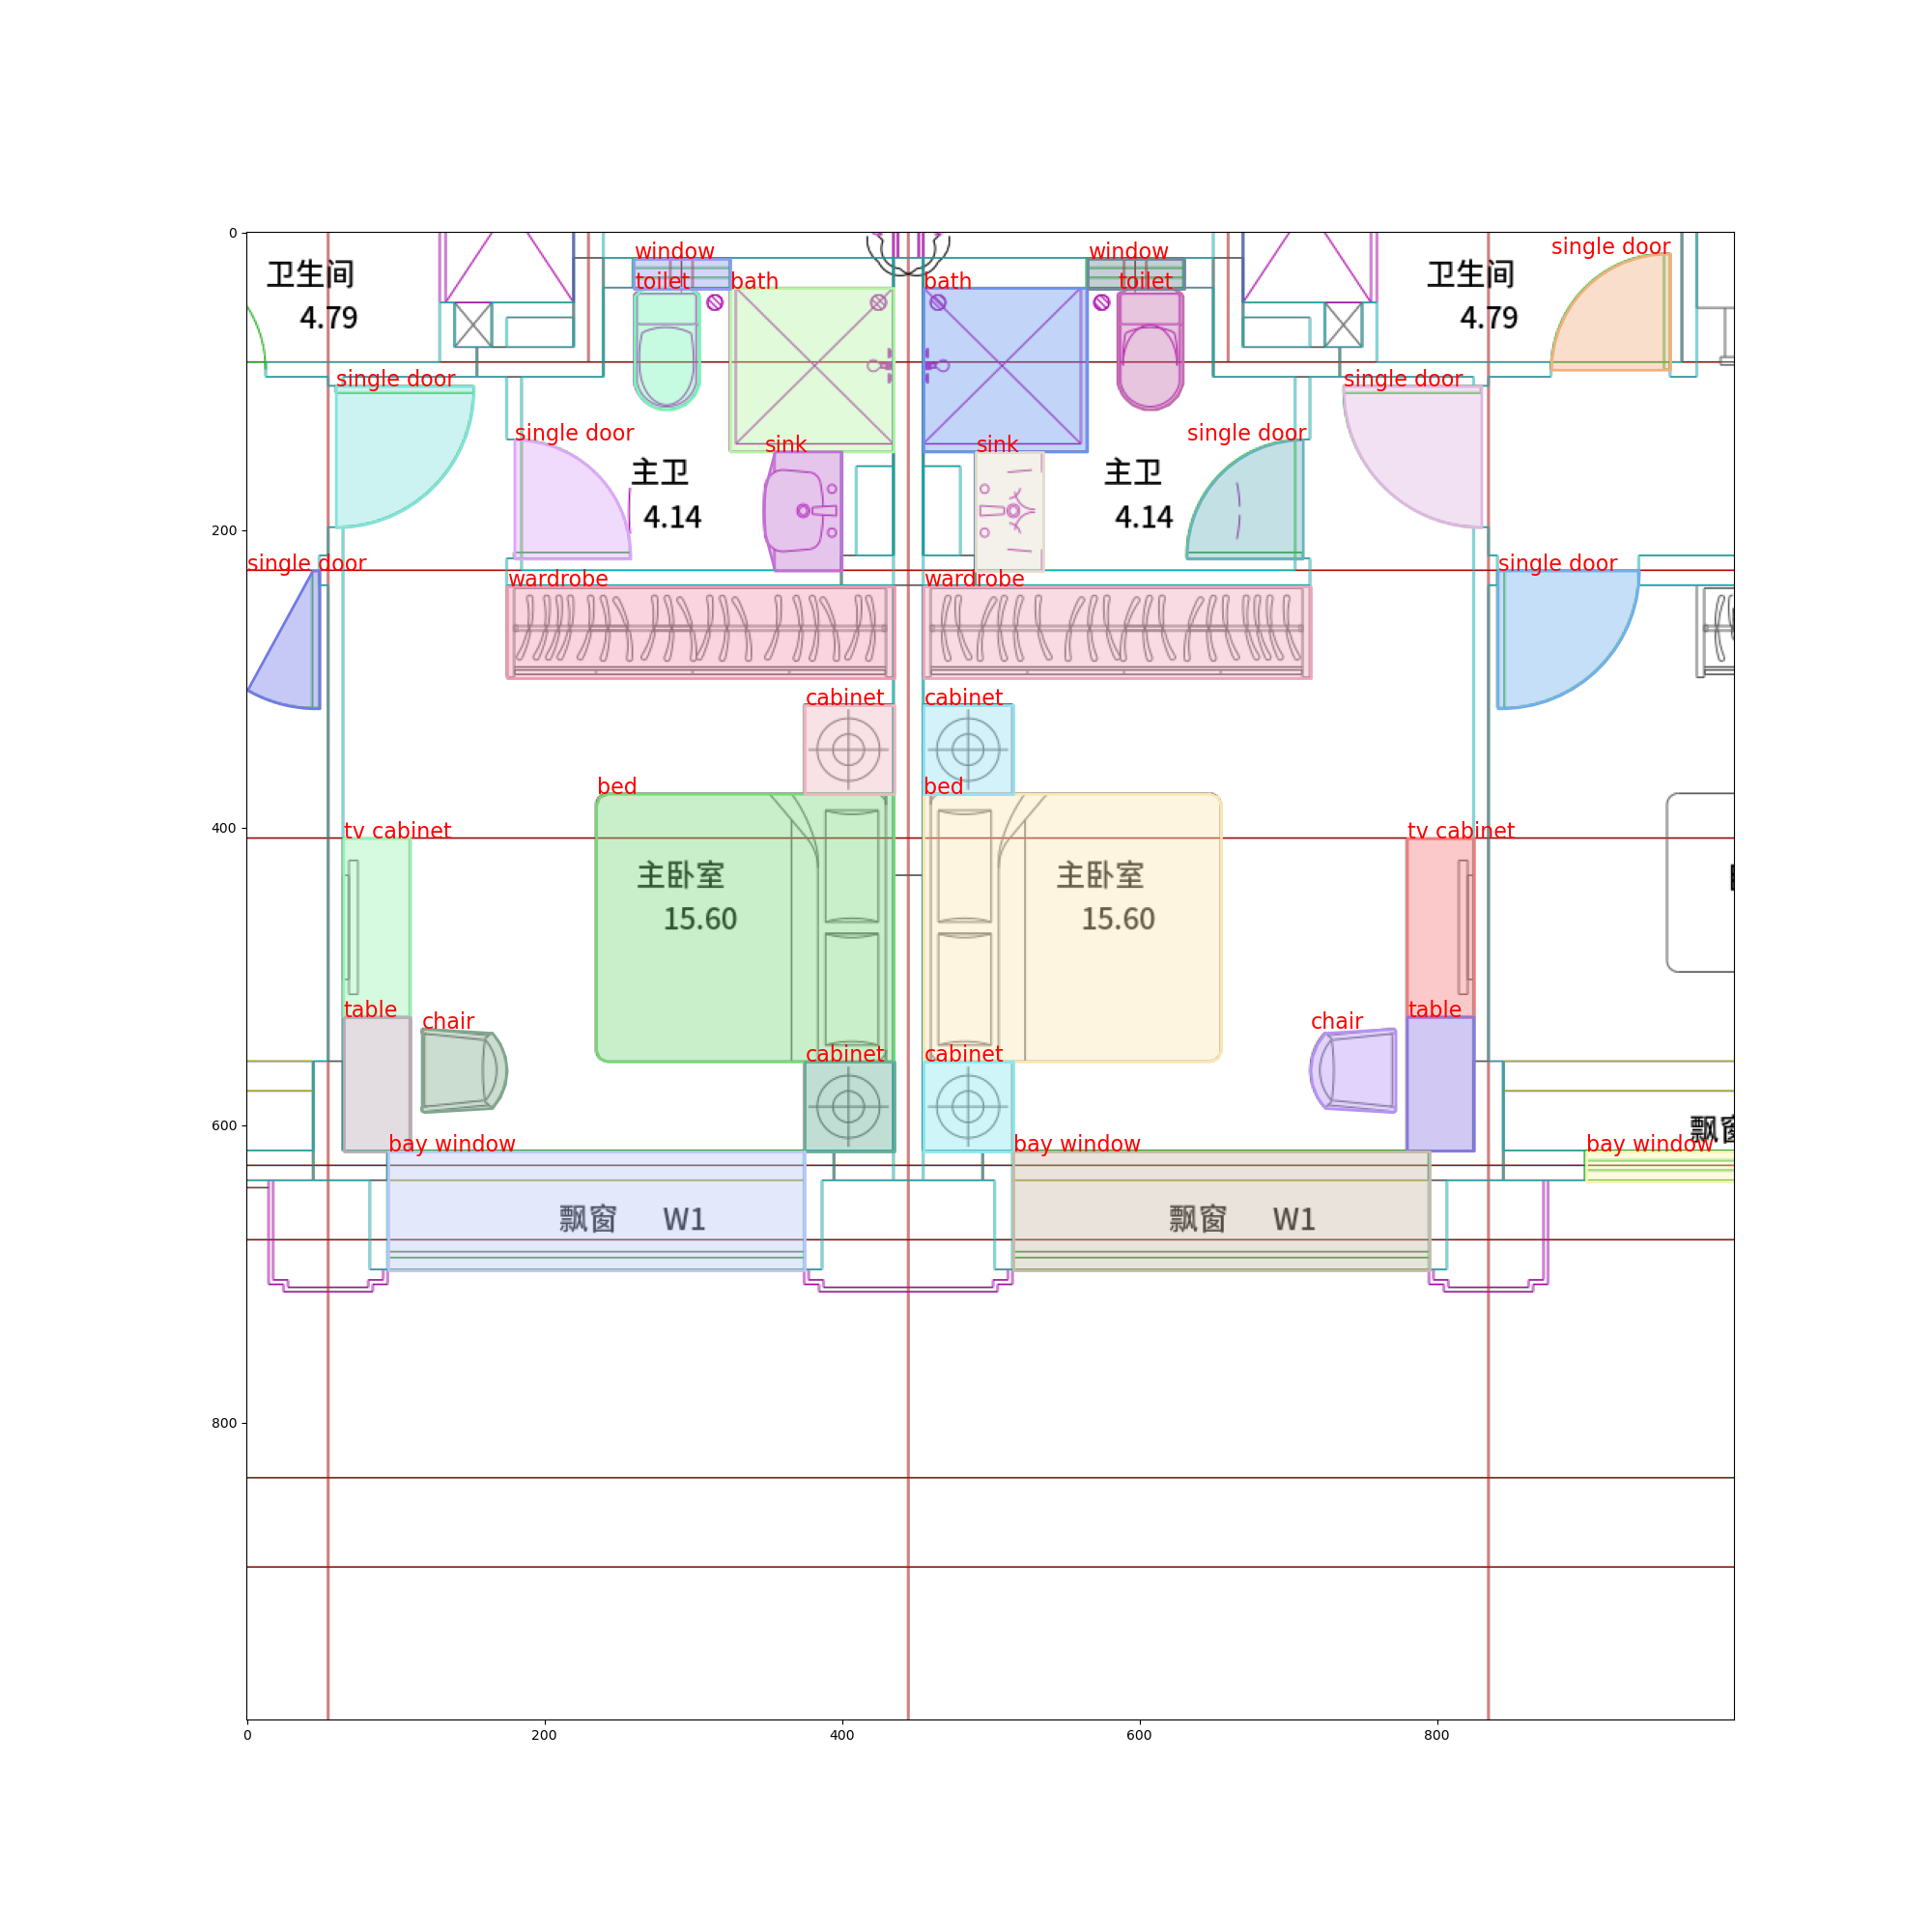 single door
window
window
卫生间
卫生间
toilet
bath
bath
toilet
4.79
4.79
single door
single door
single door
single door
sink
sink
主卫
主卫
4.14
4.14
single door
single door
wardrobe
wardrobe
cabinet
cabinet
bed
bed
tv cabinet
tv cabinet
主卧室
主卧室
15.60
15.60
table
table
chair
chair
cabinet
cabinet
飘窗
bay window
bay window
bay window
飘窗 W1
飘窗 W1
0
200
400
600
800
0
200
400
600
800